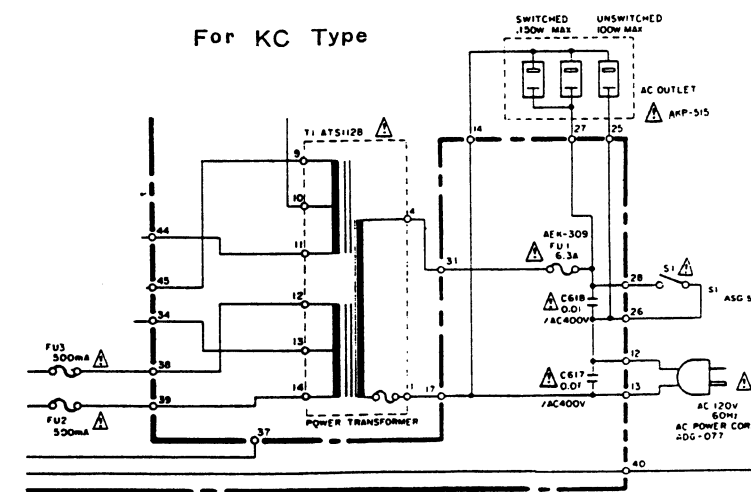 For KC Type
SWITCHED
150W MAX
UNSWITCHED
100W MAX
AC OUTLET
AKP-515
T1 ATS1128
14
27
25
9
10
11
12
13
14
4
1
17
31
44
45
34
38
39
37
FU3
500mA
FU2
500mA
POWER TRANSFORMER
AEK-309
FU1
6.3A
C618
0.01
/AC400V
C617
0.01
/AC400V
28
26
12
13
40
S1
S1
ASG
AC 120V
60Hz
AC POWER COR
ADG-077